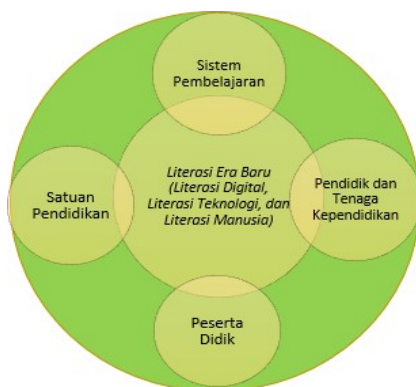 Sistem
Pembelajaran
Literasi Era Baru
(Literasi Digital,
Literasi Teknologi, dan
Literasi Manusia)
Satuan
Pendidikan
Pendidik dan
Tenaga
Kependidikan
Peserta
Didik